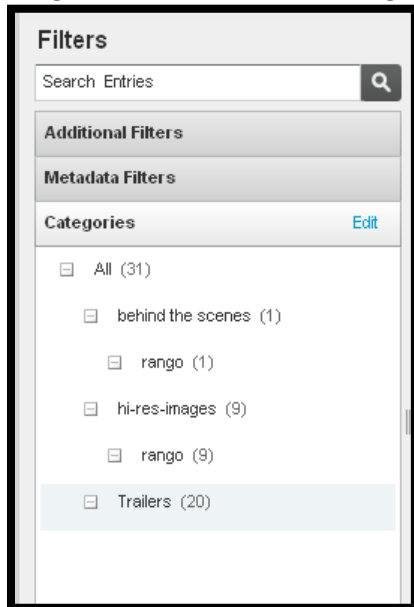 Filters
Search Entries
Additional Filters
Metadata Filters
Categories Edit
All (31)
behind the scenes (1)
rango (1)
hi-res-images (9)
rango (9)
Trailers (20)